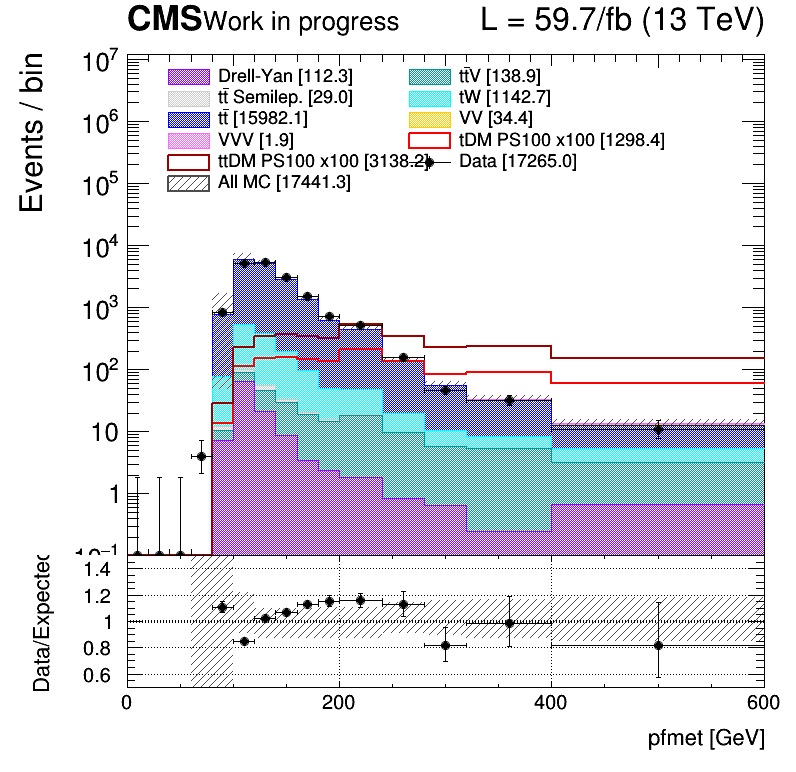 CMS Work in progress L = 59.7/fb (13 TeV)
Events / bin
10⁷
10⁶
10⁵
10⁴
10³
10²
10
1
10⁻¹
Drell-Yan [112.3]
tt̄V [138.9]
tt̄ Semilep. [29.0]
tW [1142.7]
tt̄ [15982.1]
VV [34.4]
VVV [1.9]
tDM PS100 x100 [1298.4]
ttDM PS100 x100 [3138.2]
Data [17265.0]
All MC [17441.3]
Data/Expected
1.4
1.2
1
0.8
0.6
0 200 400 600
pfmet [GeV]